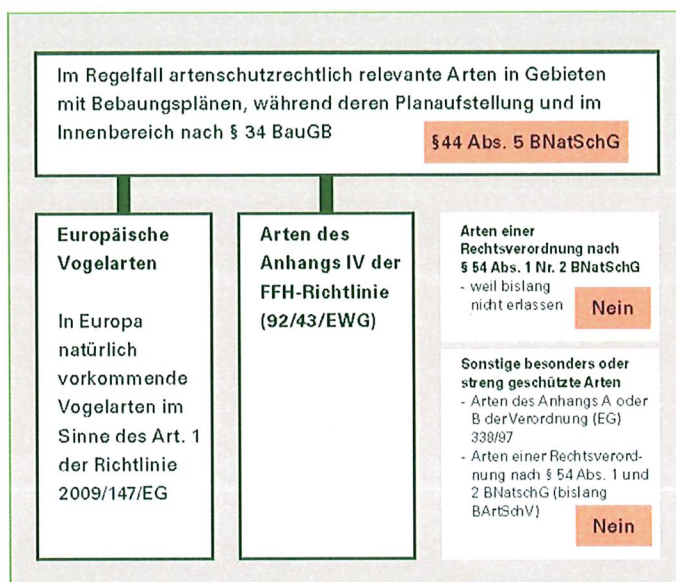 Im Regelfall artenschutzrechtlich relevante Arten in Gebieten
mit Bebaungsplänen, während deren Planaufstellung und im
Innenbereich nach § 34 BauGB
§44 Abs. 5 BNatSchG
Europäische
Vogelarten
In Europa
natürlich
vorkommende
Vogelarten im
Sinne des Art. 1
der Richtlinie
2009/147/EG
Arten des
Anhangs IV der
FFH-Richtlinie
(92/43/EWG)
Arten einer
Rechtsverordnung nach
§ 54 Abs. 1 Nr. 2 BNatSchG
- weil bislang
nicht erlassen
Nein
Sonstige besonders oder
streng geschützte Arten
- Arten des Anhangs A oder
B der Verordnung (EG)
338/97
- Arten einer Rechtsverord-
nung nach § 54 Abs. 1 und
2 BNatschG (bislang
BArtSchV)
Nein